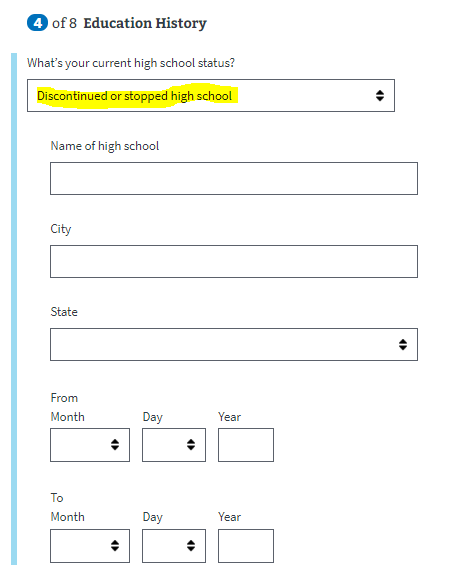 4 of 8 Education History
What's your current high school status?
Discontinued or stopped high school
Name of high school
City
State
From
Month Day Year
To
Month Day Year